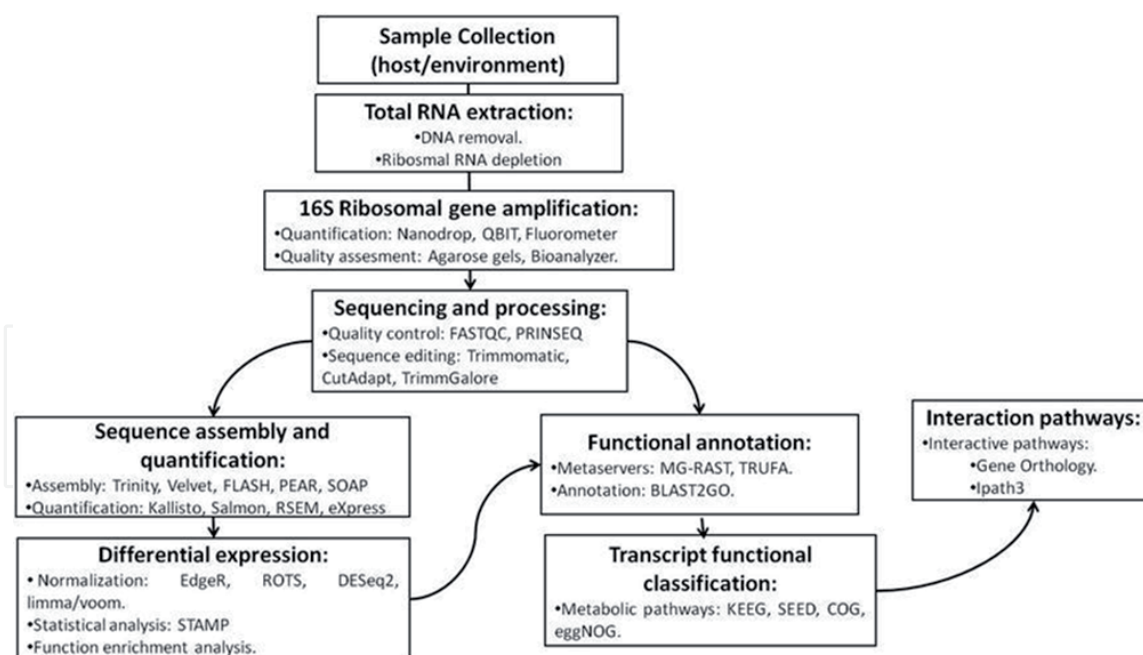 Sample Collection
(host/environment)
Total RNA extraction:
•DNA removal.
•Ribosmal RNA depletion
16S Ribosomal gene amplification:
•Quantification: Nanodrop, QBIT, Fluorometer
•Quality assesment: Agarose gels, Bioanalyzer.
Sequencing and processing:
•Quality control: FASTQC, PRINSEQ
•Sequence editing: Trimmomatic,
CutAdapt, TrimmGalore
Sequence assembly and
quantification:
•Assembly: Trinity, Velvet, FLASH, PEAR, SOAP
•Quantification: Kallisto, Salmon, RSEM, eXpress
Differential expression:
• Normalization: EdgeR, ROTS, DESeq2,
limma/voom.
•Statistical analysis: STAMP
•Function enrichment analysis.
Functional annotation:
•Metaservers: MG-RAST, TRUFA.
•Annotation: BLAST2GO.
Transcript functional
classification:
•Metabolic pathways: KEEG, SEED, COG,
eggNOG.
Interaction pathways:
•Interactive pathways:
•Gene Orthology.
•Ipath3